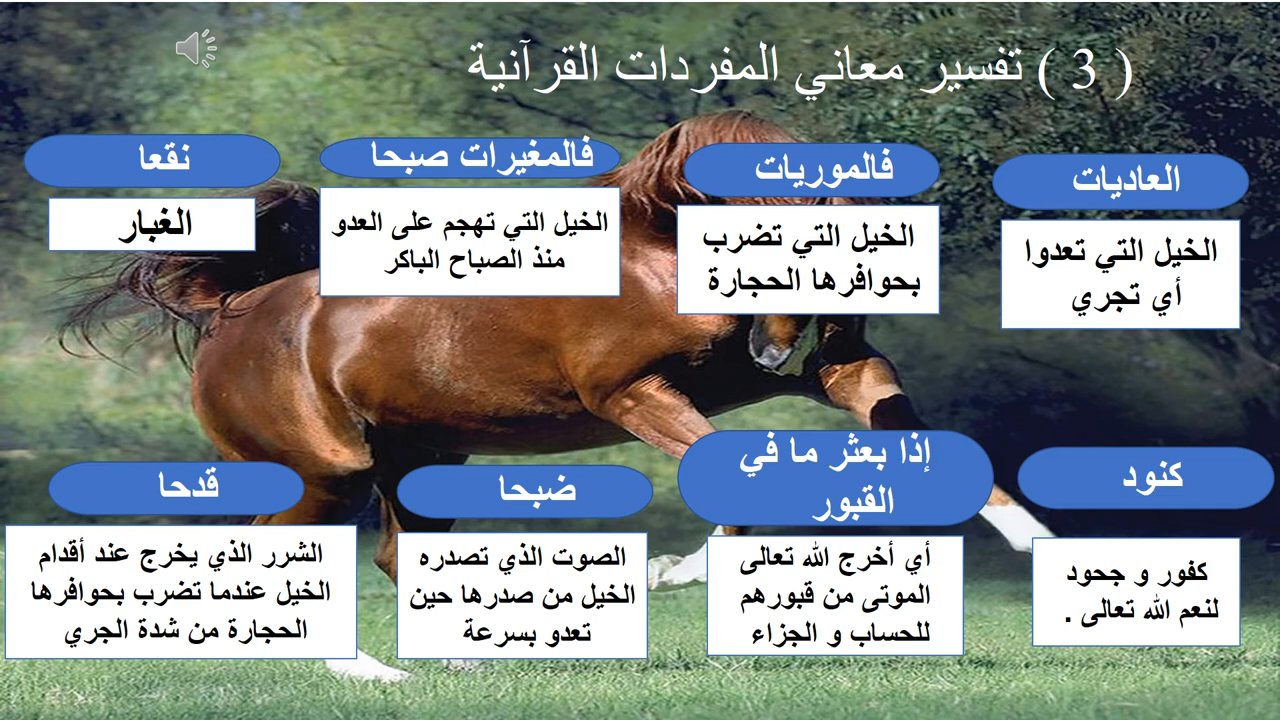 ( 3 ) تفسير معاني المفردات القرآنية
العاديات
الخيل التي تعدوا
أي تجري
فالموريات
الخيل التي تضرب
بحوافرها الحجارة
فالمغيرات صبحا
الخيل التي تهجم على العدو
منذ الصباح الباكر
نقعا
الغبار
كنود
كفور و جحود
لنعم الله تعالى .
إذا بعثر ما في
القبور
أي أخرج الله تعالى
الموتى من قبورهم
للحساب و الجزاء
ضبحا
الصوت الذي تصدره
الخيل من صدرها حين
تعدو بسرعة
قدحا
الشرر الذي يخرج عند أقدام
الخيل عندما تضرب بحوافرها
الحجارة من شدة الجري